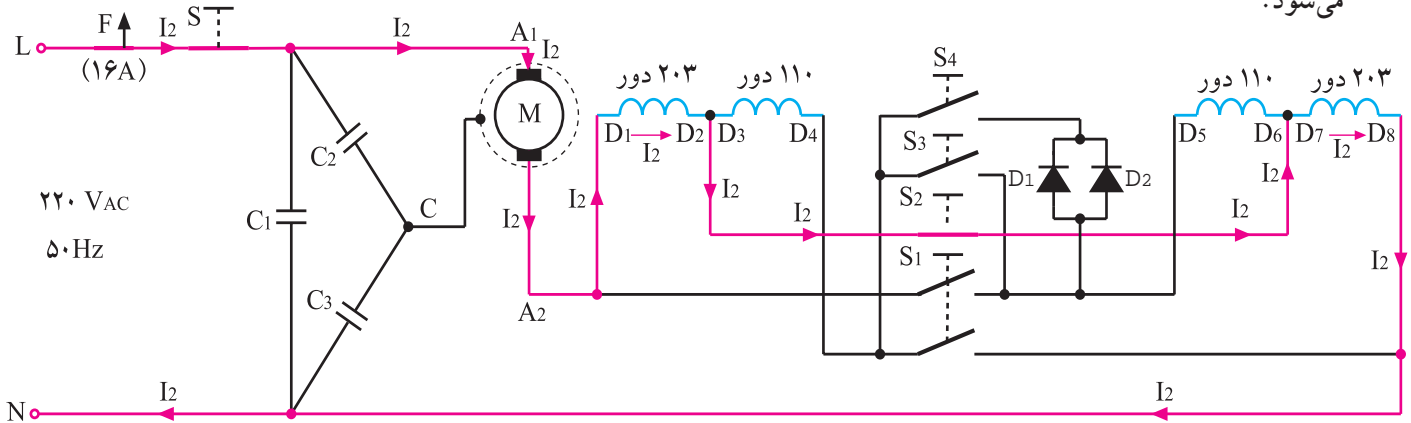 می‌شود.
L
F
(۱۶A)
I2
S
I2
A1
I2
M
۲۰۳ دور
۱۱۰ دور
S4
۱۱۰ دور
۲۰۳ دور
D1
I2
D2
D3
D4
S3
D1
D2
D5
D6
D7
I2
D8
C2
C
I2
I2
I2
S2
I2
I2
۲۲۰ VAC
۵۰Hz
C1
C3
A2
S1
I2
N
I2
I2